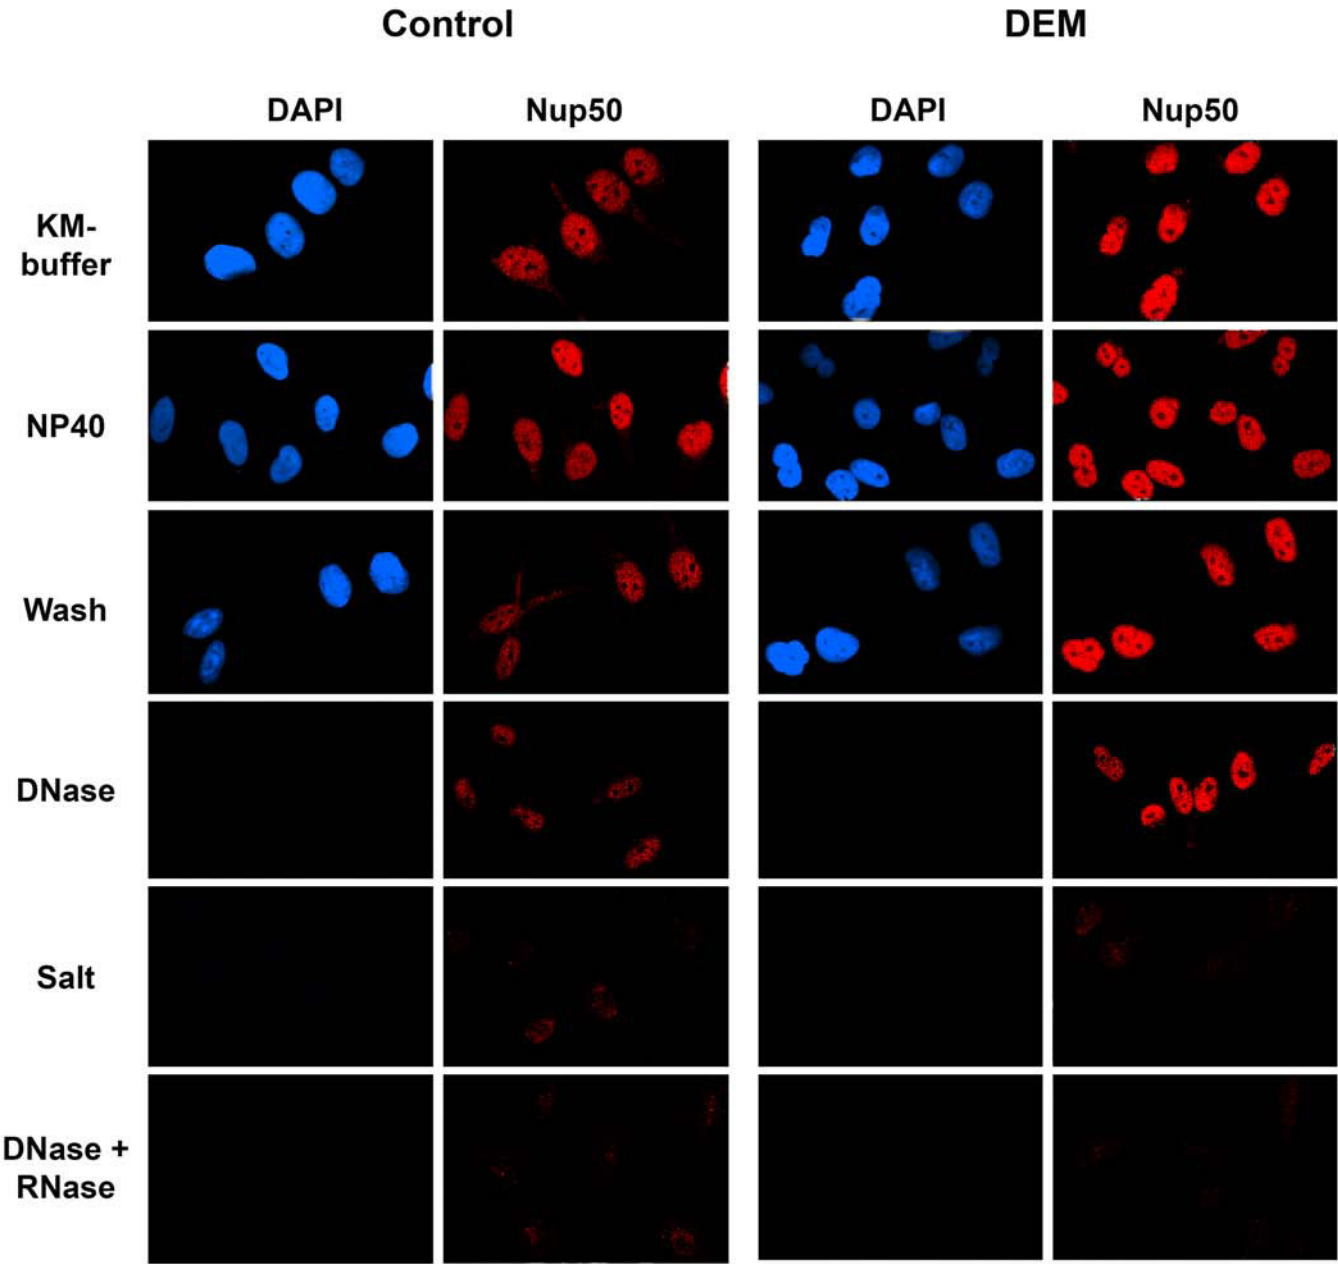 Control DEM
DAPI Nup50 DAPI Nup50
KM-
buffer
NP40
Wash
DNase
Salt
DNase +
RNase